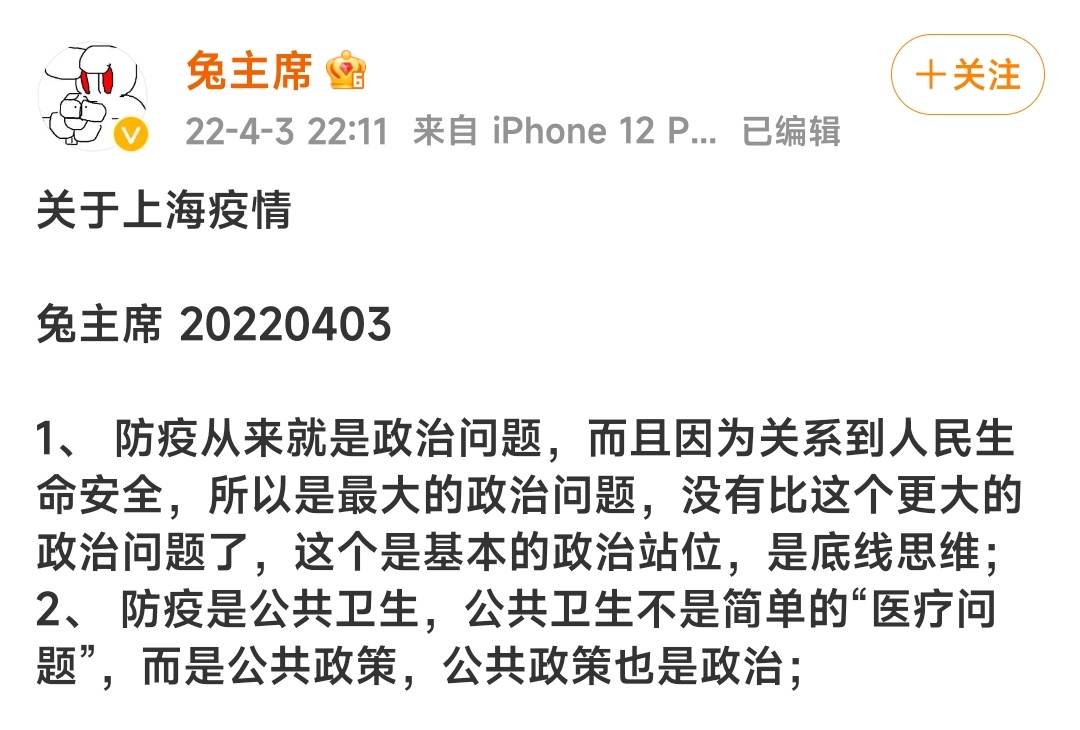 兔主席
＋关注
22-4-3 22:11 来自 iPhone 12 P... 已编辑
关于上海疫情
兔主席 20220403
1、 防疫从来就是政治问题，而且因为关系到人民生
命安全，所以是最大的政治问题，没有比这个更大的
政治问题了，这个是基本的政治站位，是底线思维；
2、 防疫是公共卫生，公共卫生不是简单的“医疗问
题”，而是公共政策，公共政策也是政治；